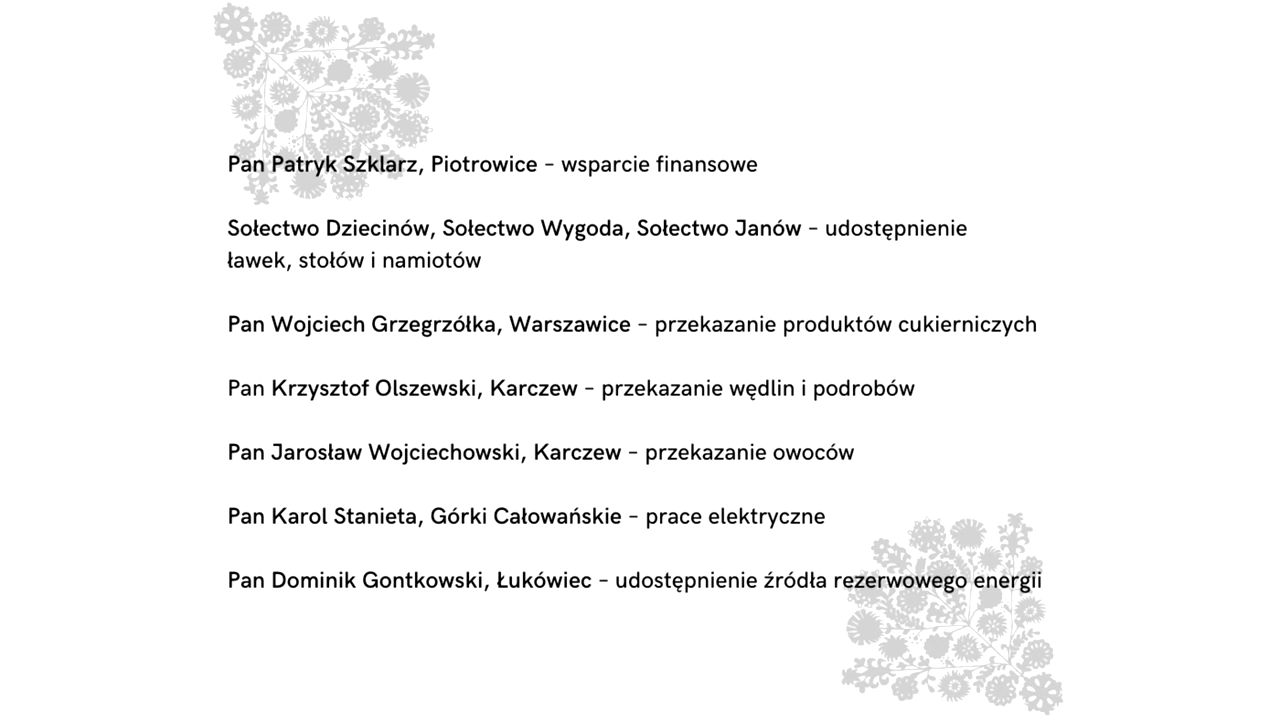 Pan Patryk Szklarz, Piotrowice – wsparcie finansowe
Sołectwo Dziecinów, Sołectwo Wygoda, Sołectwo Janów – udostępnienie
ławek, stołów i namiotów
Pan Wojciech Grzegrzółka, Warszawice – przekazanie produktów cukierniczych
Pan Krzysztof Olszewski, Karczew – przekazanie wędlin i podrobów
Pan Jarosław Wojciechowski, Karczew – przekazanie owoców
Pan Karol Stanieta, Górki Całowańskie – prace elektryczne
Pan Dominik Gontkowski, Łukówiec – udostępnienie źródła rezerwowego energii